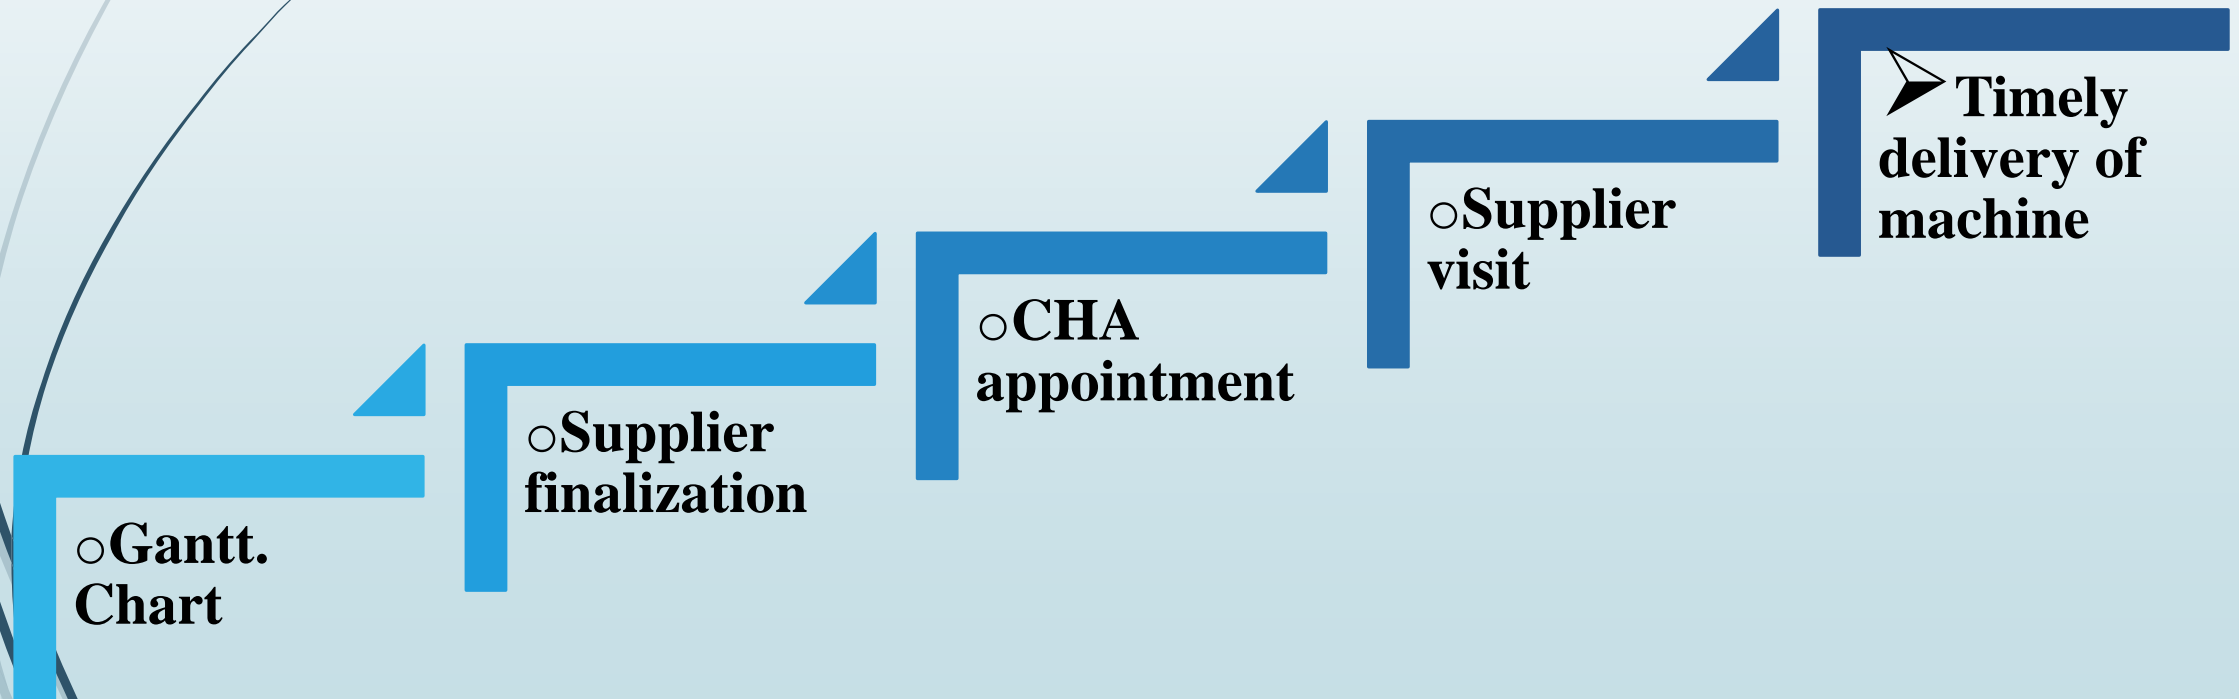 ○Gantt.
Chart
○Supplier
finalization
○CHA
appointment
○Supplier
visit
➢Timely
delivery of
machine